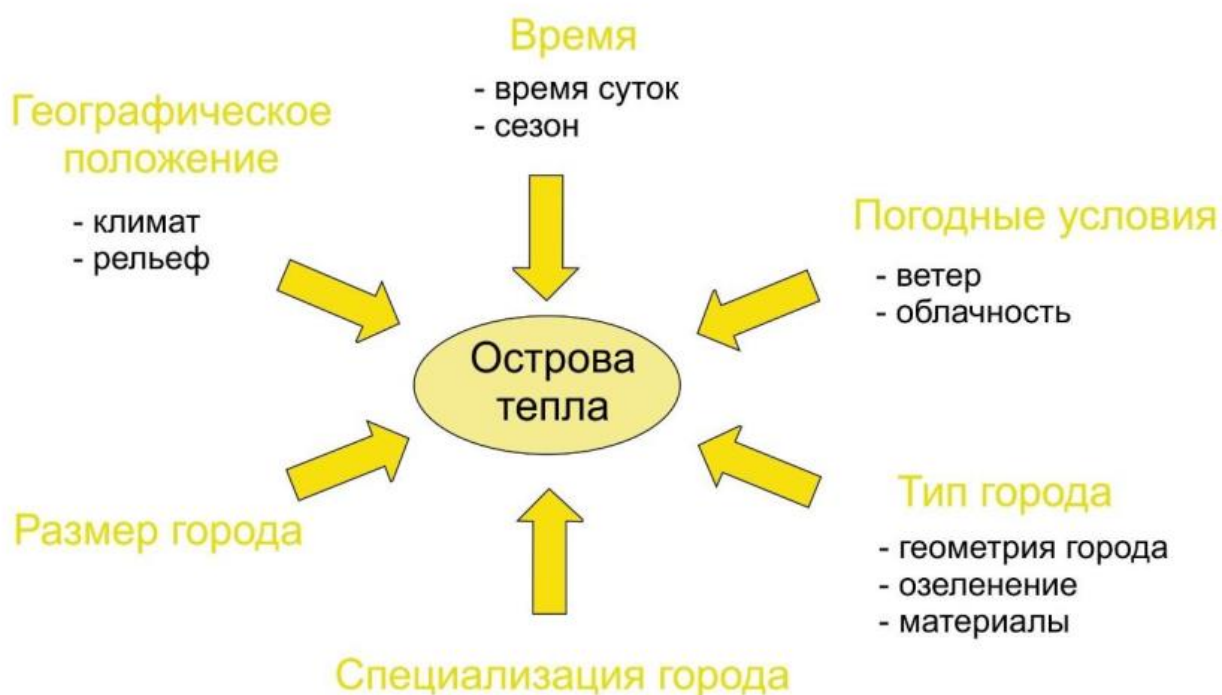 Время
- время суток
- сезон
Географическое
положение
- климат
- рельеф
Погодные условия
- ветер
- облачность
Острова
тепла
Размер города
Тип города
- геометрия города
- озеленение
- материалы
Специализация города